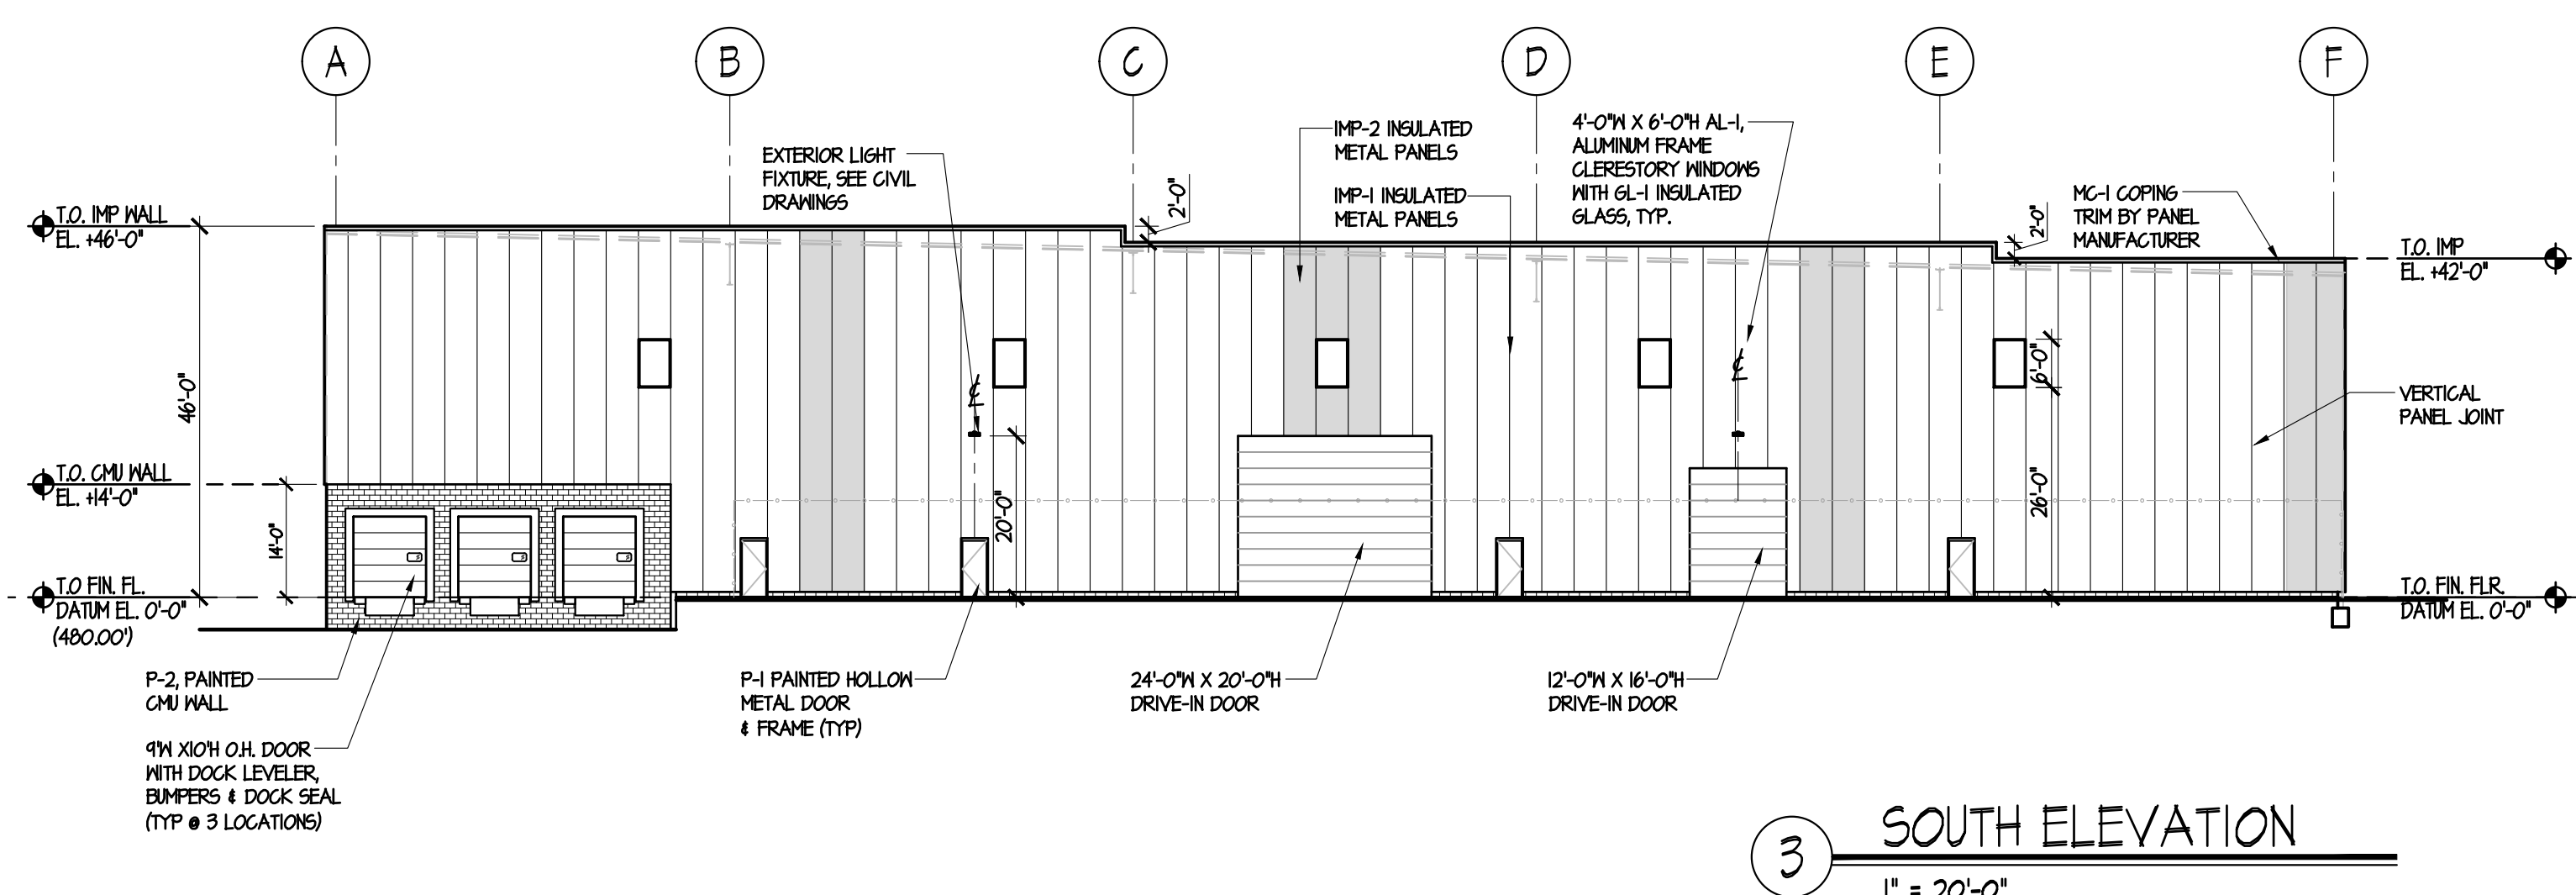 A
B
C
D
E
F
EXTERIOR LIGHT
FIXTURE, SEE CIVIL
DRAWINGS
2'-0"
IMP-2 INSULATED
METAL PANELS
IMP-1 INSULATED
METAL PANELS
4'-0"W X 6'-0"H AL-1,
ALUMINUM FRAME
CLERESTORY WINDOWS
WITH GL-1 INSULATED
GLASS, TYP.
MC-1 COPING
TRIM BY PANEL
MANUFACTURER
2'-0"
T.O. IMP WALL
EL. +46'-0"
T.O. IMP
EL. +42'-0"
46'-0"
℄
℄
6'-0"
VERTICAL
PANEL JOINT
T.O. CMU WALL
EL. +14'-0"
14'-0"
20'-0"
26'-0"
T.O FIN. FL.
DATUM EL. 0'-0"
(480.00')
T.O. FIN. FLR.
DATUM EL. 0'-0"
P-2, PAINTED
CMU WALL
P-1 PAINTED HOLLOW
METAL DOOR
& FRAME (TYP)
24'-0"W X 20'-0"H
DRIVE-IN DOOR
12'-0"W X 16'-0"H
DRIVE-IN DOOR
9'W X10'H O.H. DOOR
WITH DOCK LEVELER,
BUMPERS & DOCK SEAL
(TYP @ 3 LOCATIONS)
3
SOUTH ELEVATION
1" = 20'-0"